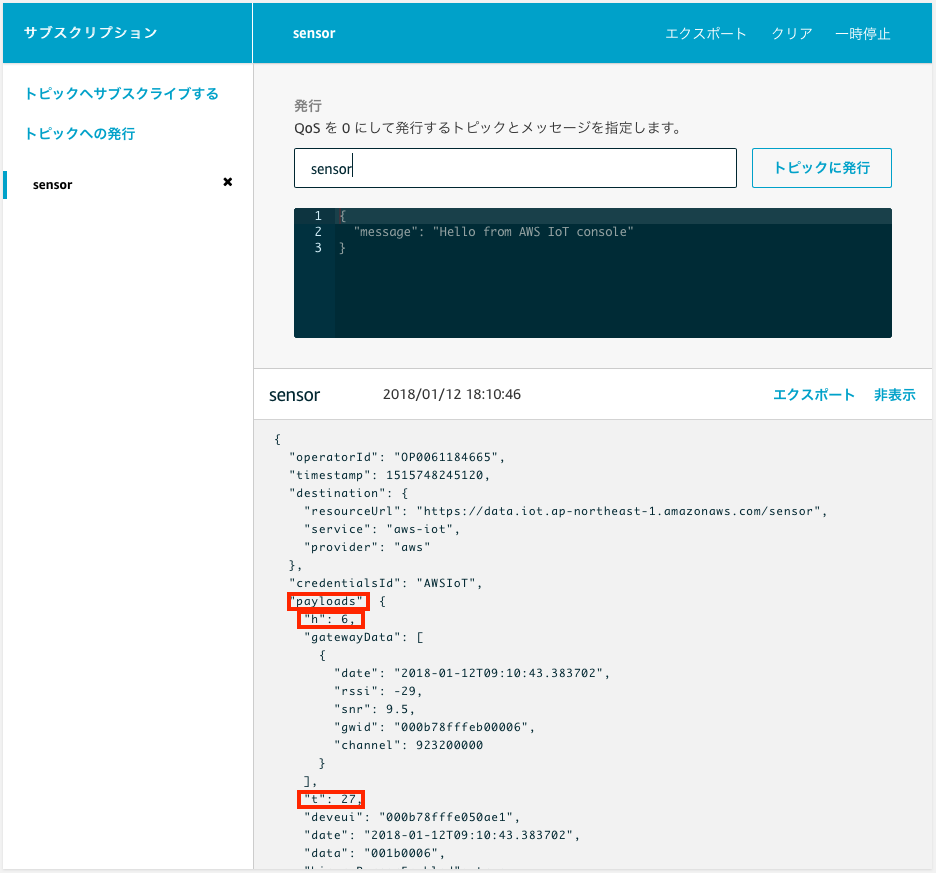 サブスクリプション
sensor
エクスポート クリア 一時停止
トピックへサブスクライブする
トピックへの発行
sensor ✖
発行
QoS を 0 にして発行するトピックとメッセージを指定します。
sensor
トピックに発行
1 {
2 "message": "Hello from AWS IoT console"
3 }
sensor 2018/01/12 18:10:46 エクスポート 非表示
{
"operatorId": "OP0061184665",
"timestamp": 1515748245120,
"destination": {
"resourceUrl": "https://data.iot.ap-northeast-1.amazonaws.com/sensor",
"service": "aws-iot",
"provider": "aws"
},
"credentialsId": "AWSIoT",
"payloads" {
"h": 6,
"gatewayData": [
{
"date": "2018-01-12T09:10:43.383702",
"rssi": -29,
"snr": 9.5,
"gwid": "000b78fffeb00006",
"channel": 923200000
}
],
"t": 27,
"deveui": "000b78fffe050ae1",
"date": "2018-01-12T09:10:43.383702",
"data": "001b0006",